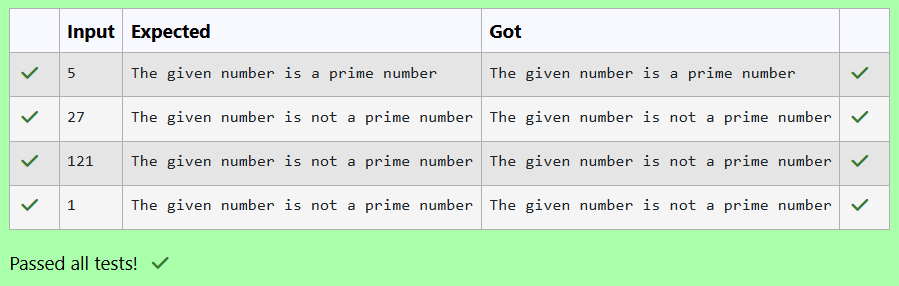 Input Expected Got
5 The given number is a prime number The given number is a prime number
27 The given number is not a prime number The given number is not a prime number
121 The given number is not a prime number The given number is not a prime number
1 The given number is not a prime number The given number is not a prime number
Passed all tests!